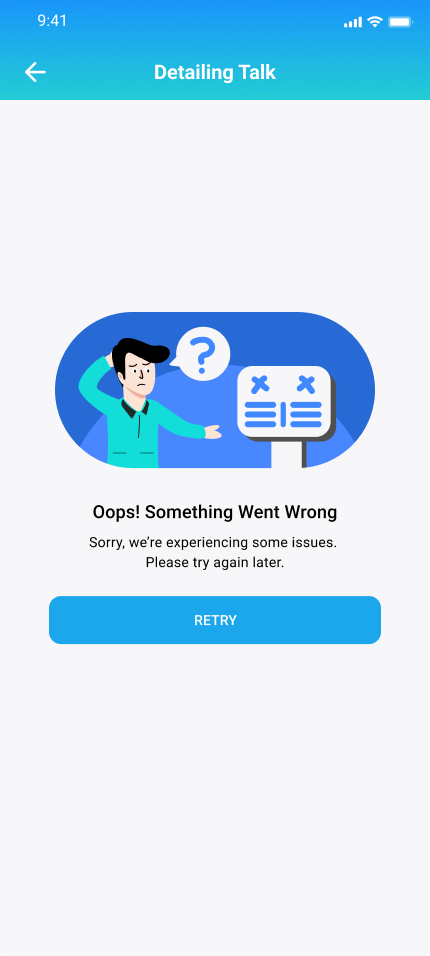 9:41
Detailing Talk
?
Oops! Something Went Wrong
Sorry, we’re experiencing some issues.
Please try again later.
RETRY